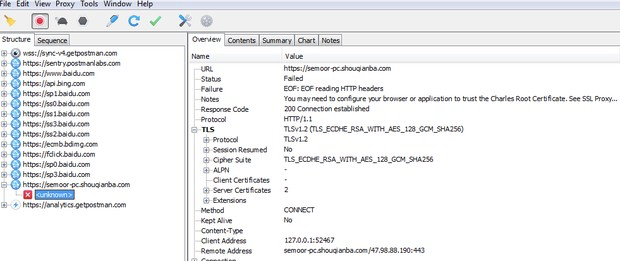 File Edit View Proxy Tools Window Help
Structure Sequence
wss://sync-v4.getpostman.com
https://sentry.postmanlabs.com
https://www.baidu.com
https://api.bing.com
https://sp1.baidu.com
https://ss0.baidu.com
https://ss1.baidu.com
https://ss3.baidu.com
https://ss2.baidu.com
https://ecmb.bdimg.com
https://fclick.baidu.com
https://sp0.baidu.com
https://sp3.baidu.com
https://semoor-pc.shouqianba.com
<unknown>
https://analytics.getpostman.com
Overview Contents Summary Chart Notes
Name Value
URL https://semoor-pc.shouqianba.com
Status Failed
Failure EOF: EOF reading HTTP headers
Notes You may need to configure your browser or application to trust the Charles Root Certificate. See SSL Proxy...
Response Code 200 Connection established
Protocol HTTP/1.1
TLS TLSv1.2 (TLS_ECDHE_RSA_WITH_AES_128_GCM_SHA256)
Protocol TLSv1.2
Session Resumed No
Cipher Suite TLS_ECDHE_RSA_WITH_AES_128_GCM_SHA256
ALPN -
Client Certificates -
Server Certificates 2
Extensions
Method CONNECT
Kept Alive No
Content-Type
Client Address 127.0.0.1:52467
Remote Address semoor-pc.shouqianba.com/47.98.88.190:443